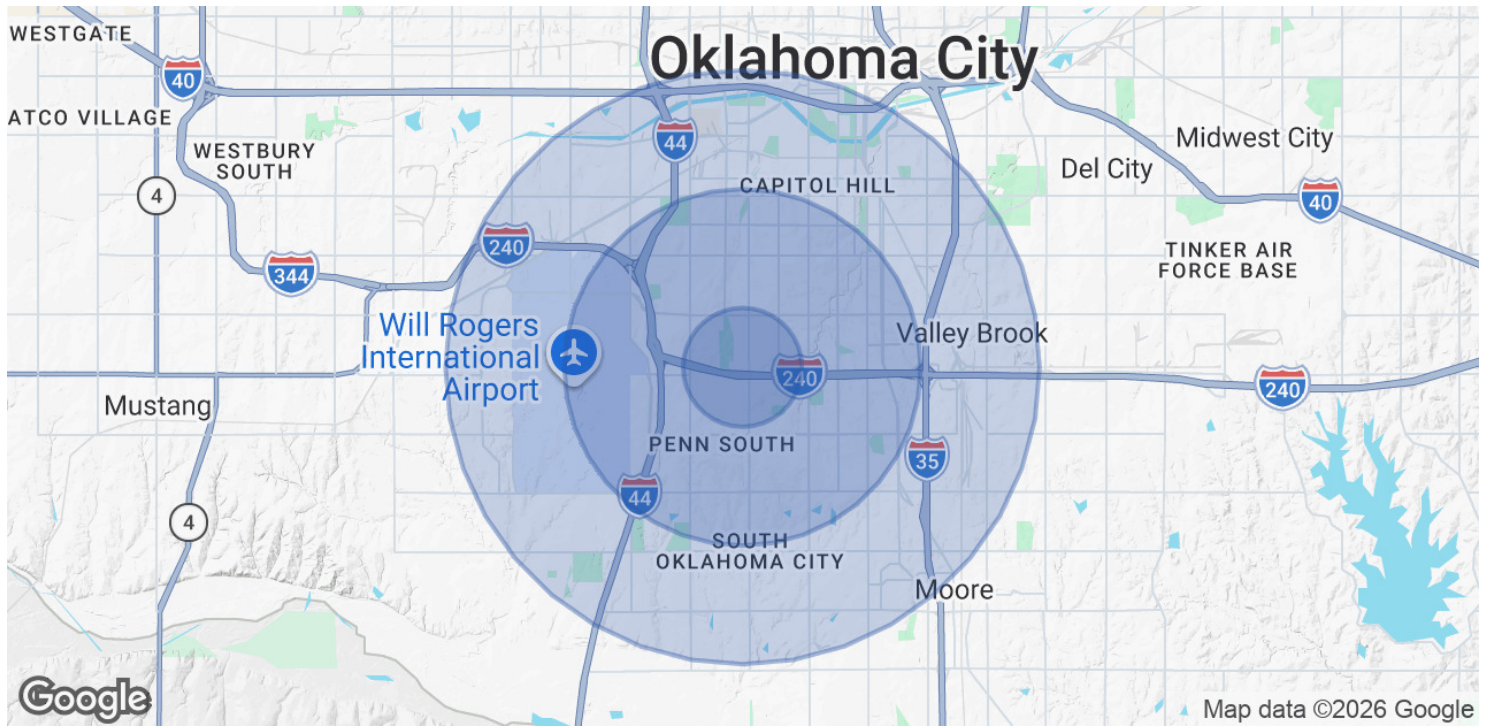 WESTGATE
Oklahoma City
40
ATCO VILLAGE
44
Midwest City
WESTBURY
SOUTH
Del City
CAPITOL HILL
4
40
240
TINKER AIR
FORCE BASE
344
Will Rogers
International
Airport
Valley Brook
240
240
Mustang
PENN SOUTH
35
44
4
SOUTH
OKLAHOMA CITY
Moore
Google
Map data ©2026 Google